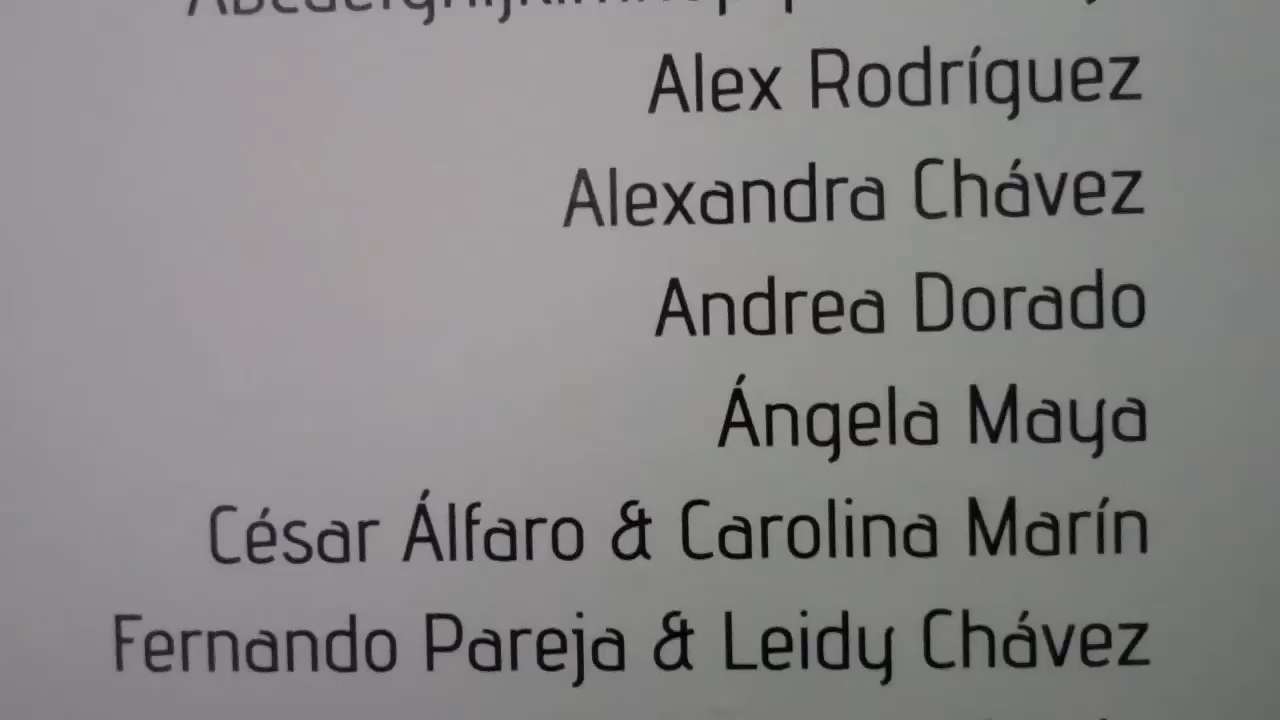 Alex Rodríguez
Alexandra Chávez
Andrea Dorado
Ángela Maya
César Álfaro & Carolina Marín
Fernando Pareja & Leidy Chávez